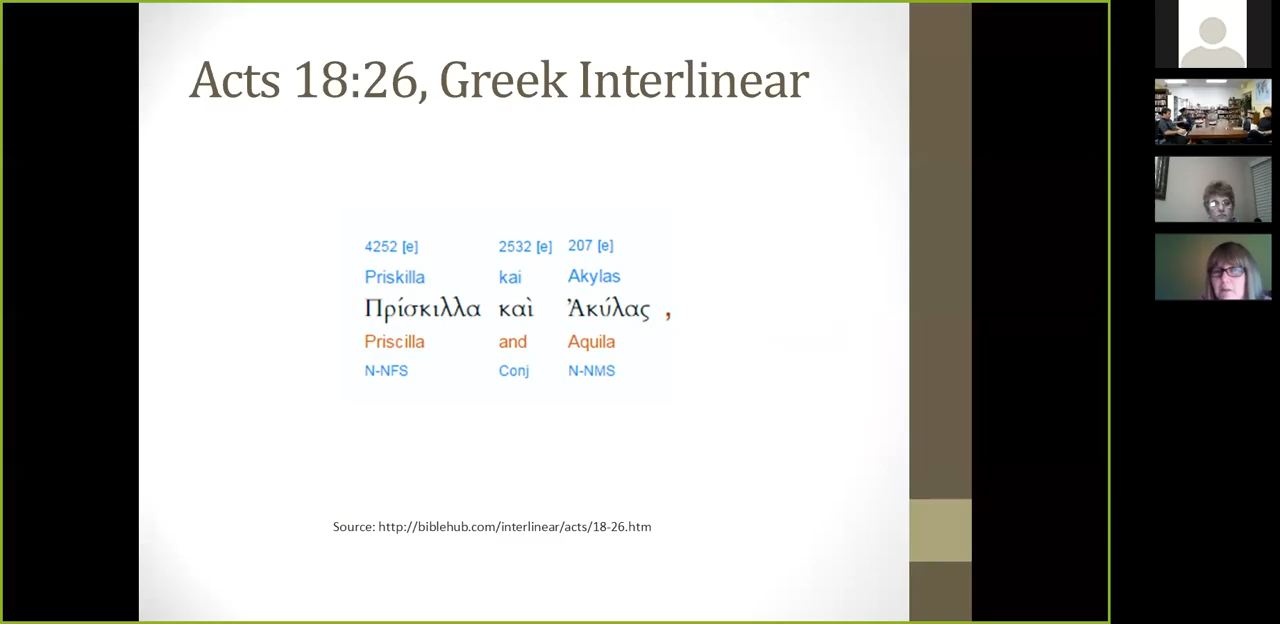 Acts 18:26, Greek Interlinear
4252 [e] 2532 [e] 207 [e]
Priskilla kai Akylas
Πρίσκιλλα καὶ Ἀκύλας ,
Priscilla and Aquila
N-NFS Conj N-NMS
Source: http://biblehub.com/interlinear/acts/18-26.htm